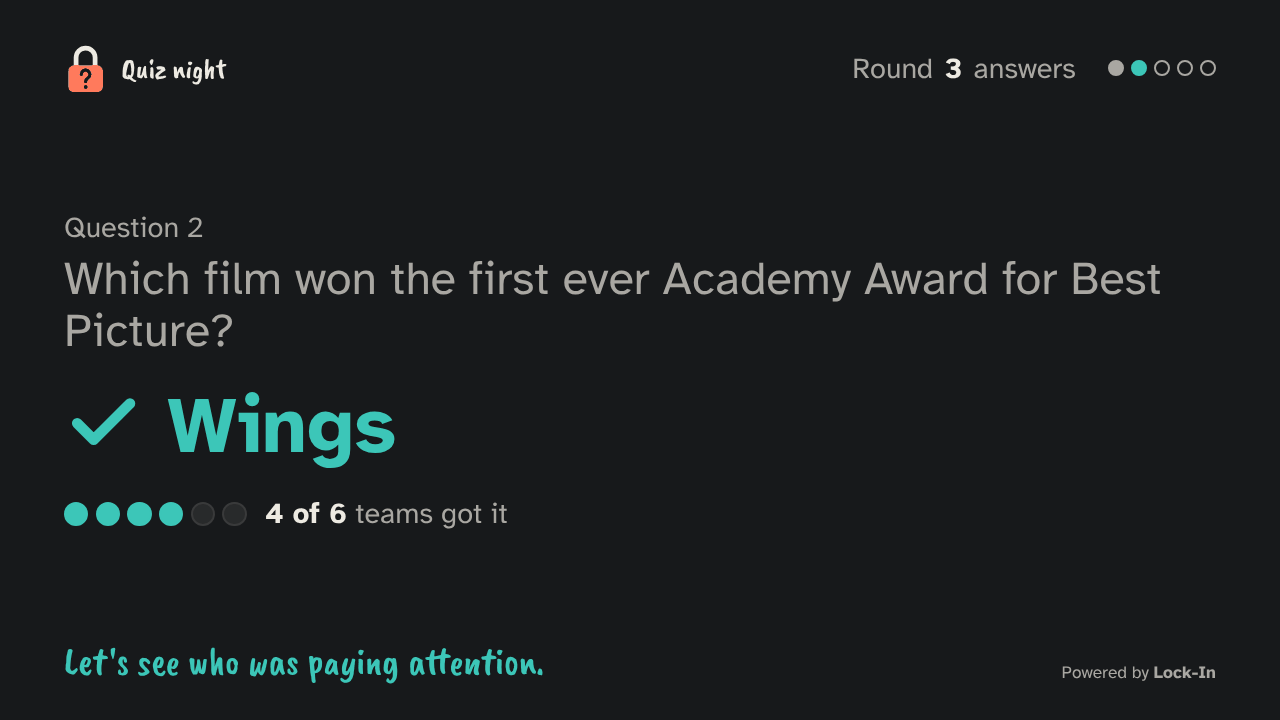 ?
Quiz night
Round 3 answers
Question 2
Which film won the first ever Academy Award for Best
Picture?
Wings
4 of 6 teams got it
Let's see who was paying attention.
Powered by Lock-In